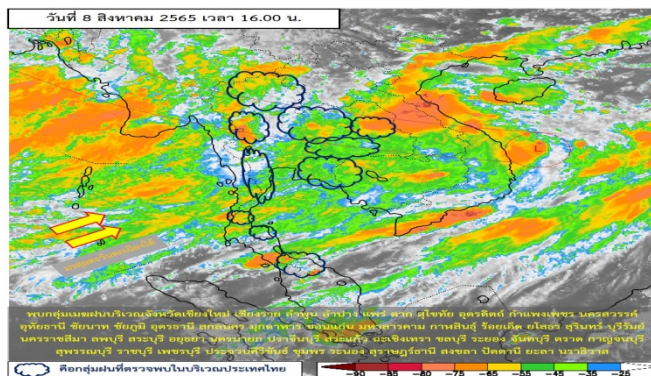 วันที่ 8 สิงหาคม 2565 เวลา 16.00 น.
L
พบกลุ่มเมฆฝนบริเวณจังหวัดเชียงใหม่ เชียงราย ลำพูน ลำปาง แพร่ ตาก สุโขทัย อุตรดิตถ์ กำแพงเพชร นครสวรรค์
อุทัยธานี ชัยนาท ชัยภูมิ อุดรธานี สกลนคร มุกดาหาร ขอนแก่น มหาสารคาม กาฬสินธุ์ ร้อยเอ็ด ยโสธร สุรินทร์ บุรีรัมย์
นครราชสีมา ลพบุรี สระบุรี อยุธยา นครนายก ปราจีนบุรี สระแก้ว ฉะเชิงเทรา ชลบุรี ระยอง จันทบุรี ตราด กาญจนบุรี
สุพรรณบุรี ราชบุรี เพชรบุรี ประจวบคีรีขันธ์ ชุมพร ระนอง สุราษฎร์ธานี สงขลา ปัตตานี ยะลา นราธิวาส
คือกลุ่มฝนที่ตรวจพบในบริเวณประเทศไทย
-90 -80 -75 -65 -55 -45 -35 -25